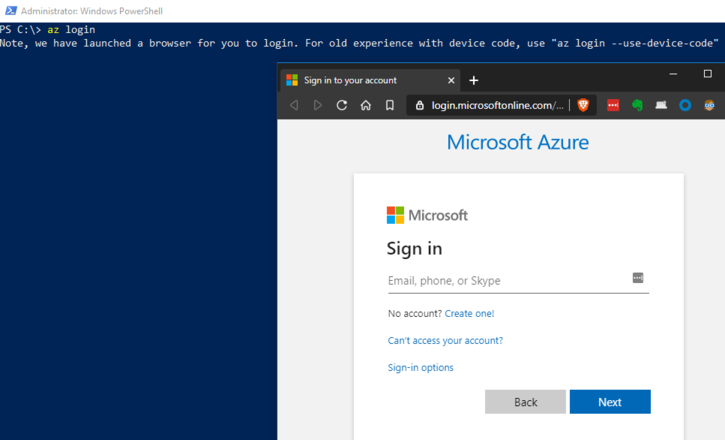 Administrator: Windows PowerShell
PS C:\> az login
Note, we have launched a browser for you to login. For old experience with device code, use "az login --use-device-code"
Sign in to your account
login.microsoftonline.com/...
Microsoft Azure
Microsoft
Sign in
Email, phone, or Skype
No account? Create one!
Can't access your account?
Sign-in options
Back
Next